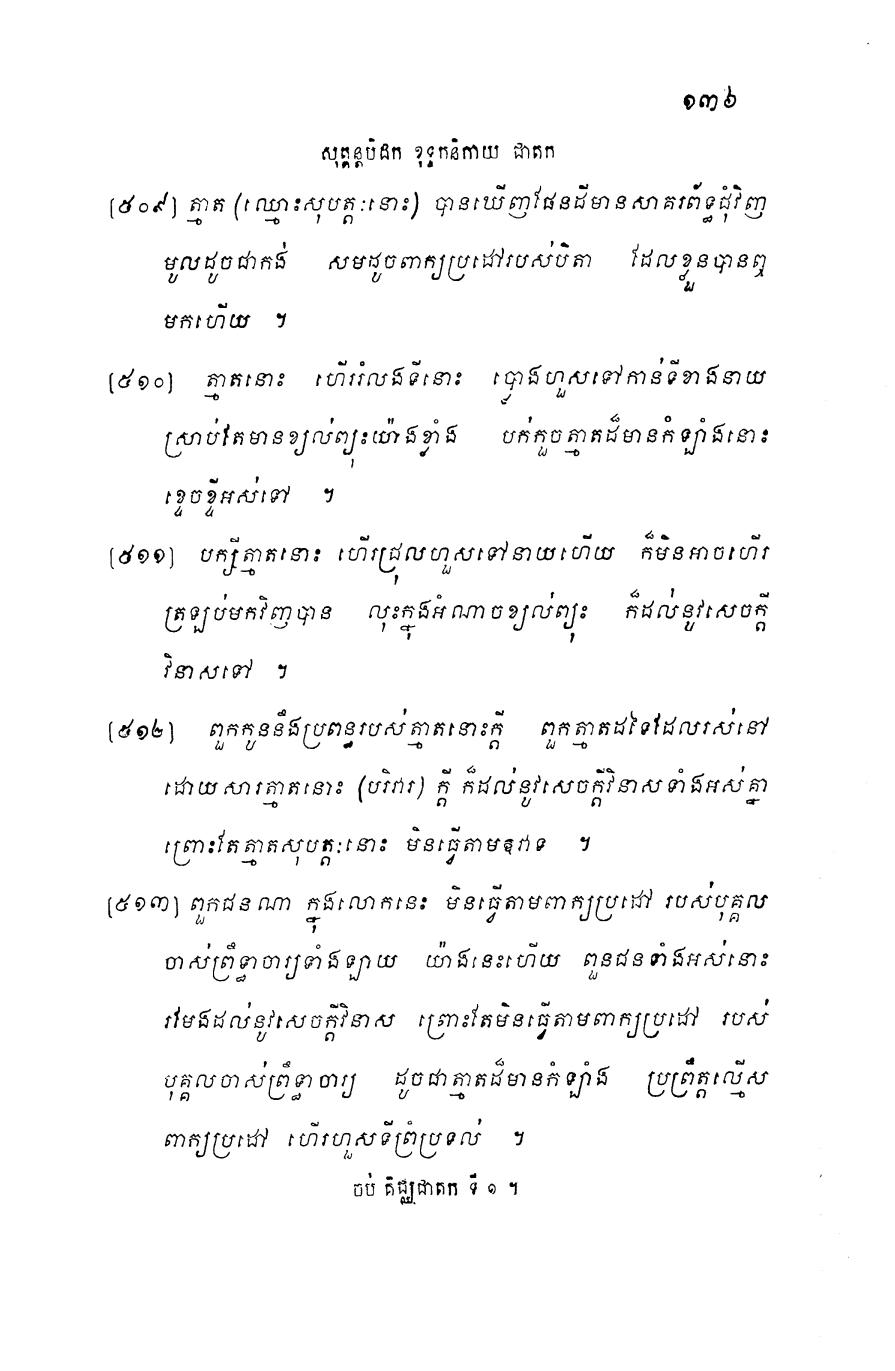 ១៣៦
សុត្តន្តបិដក ខុទ្ទកនិកាយ ជាតក
[៥០៩] ត្មាត (ឈ្មោះសុបត្តៈនោះ) បានឃើញផែនដីមានសាគរព័ទ្ធជុំវិញ
មូលដូចជាកង់ សមដូចពាក្យប្រដៅរបស់បិតា ដែលខ្លួនបានឮ
មកហើយ ។
[៥១០] ត្មាតនោះ ហើររំលងទីនោះ ប្រាងហួសទៅកាន់ទីខាងនាយ
ស្រាប់តែមានខ្យល់ព្យុះយ៉ាងខ្លាំង បក់កួចត្មាតដ៏មានកំឡាំងនោះ
ខ្ទេចខ្ទីអស់ទៅ ។
[៥១១] បក្សីត្មាតនោះ ហើរជ្រុលហួសទៅនាយហើយ ក៏មិនអាចហើរ
ត្រឡប់មកវិញបាន លុះក្នុងអំណាចខ្យល់ព្យុះ ក៏ដល់នូវសេចក្តី
វិនាសទៅ ។
[៥១២] ពួកកូននឹងប្រពន្ធរបស់ត្មាតនោះក្តី ពួកត្មាតដទៃដែលរស់នៅ
ដោយសារត្មាតនោះ (បរិវារ) ក្តី ក៏ដល់នូវសេចក្តីវិនាសទាំងអស់គ្នា
ព្រោះតែត្មាតសុបត្តៈនោះ មិនធ្វើតាមឱវាទ ។
[៥១៣] ពួកជនណា ក្នុងលោកនេះ មិនធ្វើតាមពាក្យប្រដៅ របស់បុគ្គល
ចាស់ព្រឹទ្ធាចារ្យទាំងឡាយ យ៉ាងនេះហើយ ពួនជនទាំងអស់នោះ
រមែងដល់នូវសេចក្តីវិនាស ព្រោះតែមិនធ្វើតាមពាក្យប្រដៅ របស់
បុគ្គលចាស់ព្រឹទ្ធាចារ្យ ដូចជាត្មាតដ៏មានកំឡាំង ប្រព្រឹត្តល្មើស
ពាក្យប្រដៅ ហើរហួសទីព្រំប្រទល់ ។
ចប់ គិជ្ឈជាតក ទី ១ ។